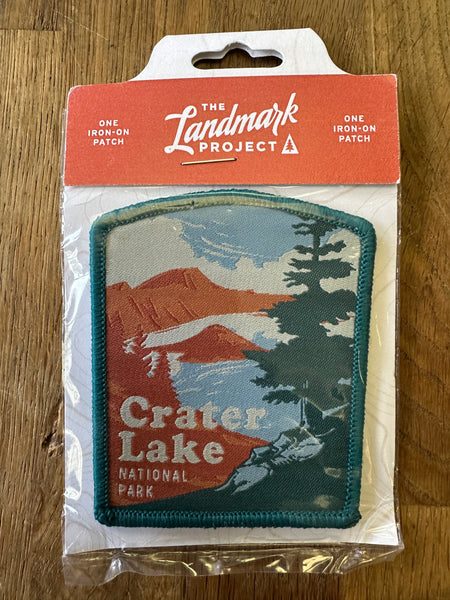 THE
Landmark
PROJECT
ONE
IRON-ON
PATCH
ONE
IRON-ON
PATCH
Crater
Lake
NATIONAL
PARK